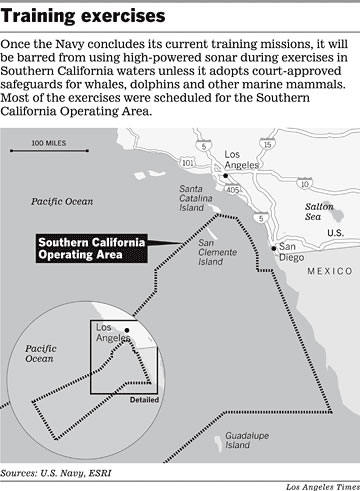 Training exercises
Once the Navy concludes its current training missions, it will
be barred from using high-powered sonar during exercises in
Southern California waters unless it adopts court-approved
safeguards for whales, dolphins and other marine mammals.
Most of the exercises were scheduled for the Southern
California Operating Area.
100 MILES
5
15
101
Los
Angeles
10
405
Santa
Catalina
Island
Pacific Ocean
Salton
Sea
5
15
U.S.
Southern California
Operating Area
San
Clemente
Island
San
Diego
MEXICO
Los
Angeles
Pacific
Ocean
Detailed
Guadalupe
Island
Sources: U.S. Navy, ESRI
Los Angeles Times